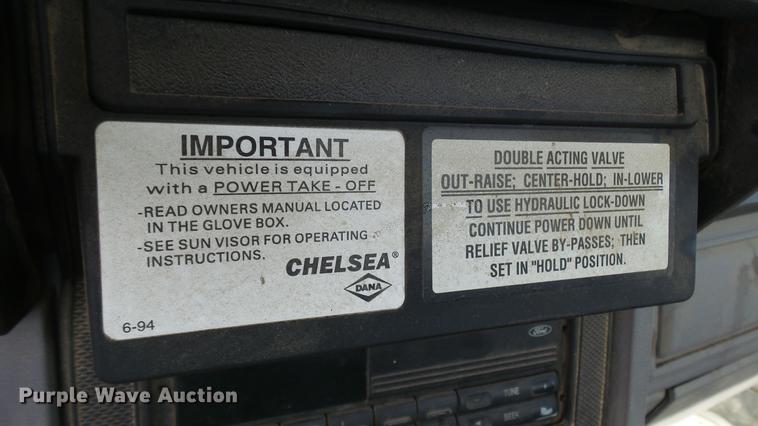 IMPORTANT
This vehicle is equipped
with a POWER TAKE - OFF
-READ OWNERS MANUAL LOCATED
IN THE GLOVE BOX.
-SEE SUN VISOR FOR OPERATING
INSTRUCTIONS.
CHELSEA®
DANA
6-94
DOUBLE ACTING VALVE
OUT-RAISE; CENTER-HOLD; IN-LOWER
TO USE HYDRAULIC LOCK-DOWN
CONTINUE POWER DOWN UNTIL
RELIEF VALVE BY-PASSES; THEN
SET IN "HOLD" POSITION.
Ford
TUNE
SEEK
Purple Wave Auction